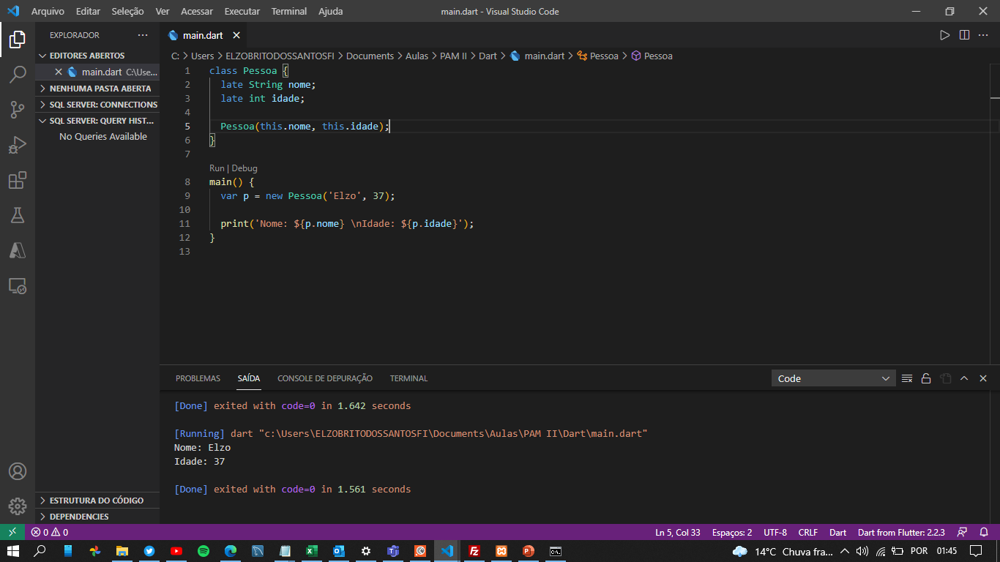 Arquivo Editar Seleção Ver Acessar Executar Terminal Ajuda main.dart - Visual Studio Code
EXPLORADOR
EDITORES ABERTOS
main.dart C:\Use...
NENHUMA PASTA ABERTA
SQL SERVER: CONNECTIONS
SQL SERVER: QUERY HIST...
No Queries Available
ESTRUTURA DO CÓDIGO
DEPENDENCIES
main.dart
C: > Users > ELZOBRITODOSSANTOSFI > Documents > Aulas > PAM II > Dart > main.dart > Pessoa > Pessoa
1 class Pessoa {
2 late String nome;
3 late int idade;
4
5 Pessoa(this.nome, this.idade);
6 }
7
Run | Debug
8 main() {
9 var p = new Pessoa('Elzo', 37);
10
11 print('Nome: ${p.nome} \nIdade: ${p.idade}');
12 }
13
PROBLEMAS SAÍDA CONSOLE DE DEPURAÇÃO TERMINAL Code
[Done] exited with code=0 in 1.642 seconds
[Running] dart "c:\Users\ELZOBRITODOSSANTOSFI\Documents\Aulas\PAM II\Dart\main.dart"
Nome: Elzo
Idade: 37
[Done] exited with code=0 in 1.561 seconds
0 0 Ln 5, Col 33 Espaços: 2 UTF-8 CRLF Dart Dart from Flutter: 2.2.3
14°C Chuva fra... POR 01:45